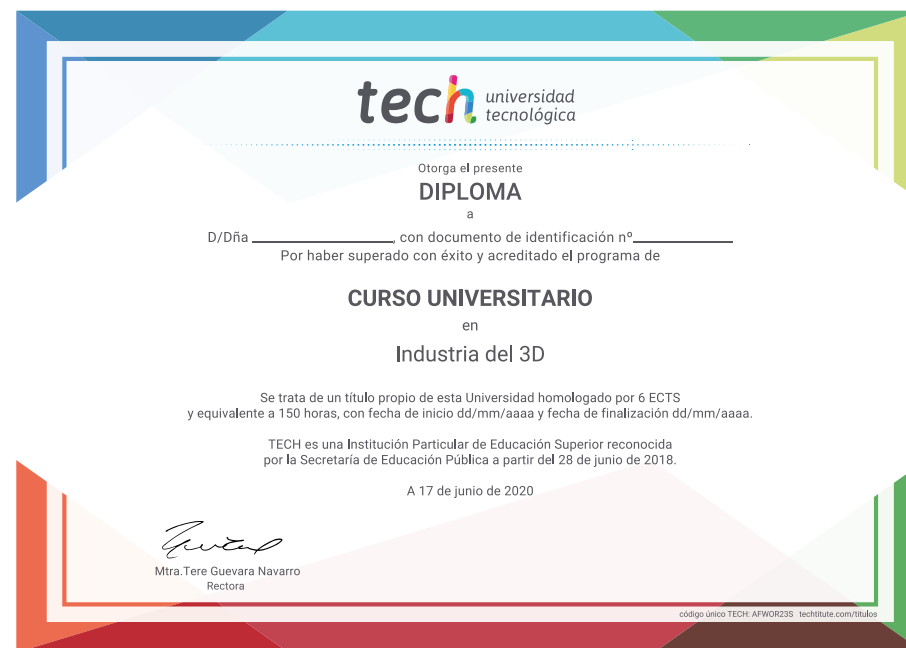 tech universidad
tecnológica
Otorga el presente
DIPLOMA
a
D/Dña ____________________, con documento de identificación nº______________
Por haber superado con éxito y acreditado el programa de
CURSO UNIVERSITARIO
en
Industria del 3D
Se trata de un título propio de esta Universidad homologado por 6 ECTS
y equivalente a 150 horas, con fecha de inicio dd/mm/aaaa y fecha de finalización dd/mm/aaaa.
TECH es una Institución Particular de Educación Superior reconocida
por la Secretaría de Educación Pública a partir del 28 de junio de 2018.
A 17 de junio de 2020
Mtra.Tere Guevara Navarro
Rectora
código único TECH: AFWOR23S techtitute.com/titulos